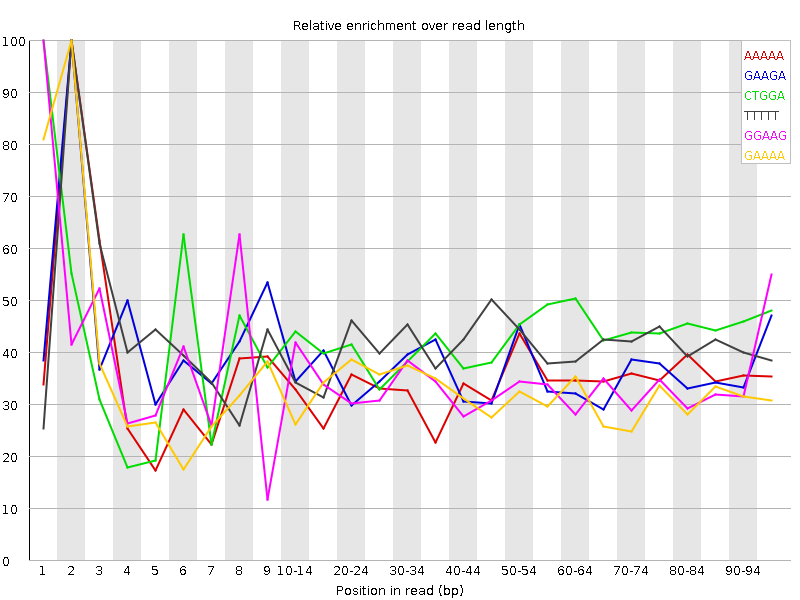 Relative enrichment over read length
100
90
80
70
60
50
40
30
20
10
0
AAAAA
GAAGA
CTGGA
TTTTT
GGAAG
GAAAA
1 2 3 4 5 6 7 8 9 10-14 20-24 30-34 40-44 50-54 60-64 70-74 80-84 90-94
Position in read (bp)